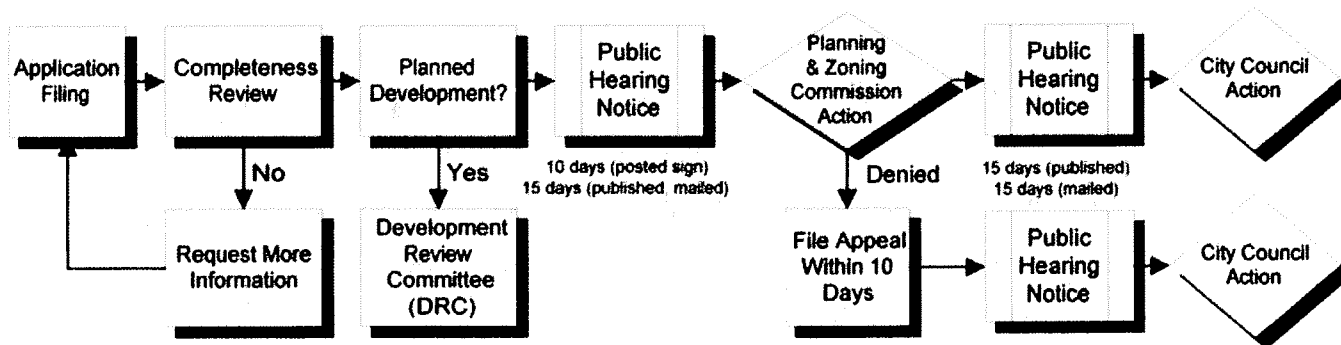 Application
Filing
Completeness
Review
Planned
Development?
Public
Hearing
Notice
Planning
& Zoning
Commission
Action
Public
Hearing
Notice
City Council
Action
No
Yes
10 days (posted sign)
15 days (published, mailed)
Denied
15 days (published)
15 days (mailed)
Request More
Information
Development
Review
Committee
(DRC)
File Appeal
Within 10
Days
Public
Hearing
Notice
City Council
Action